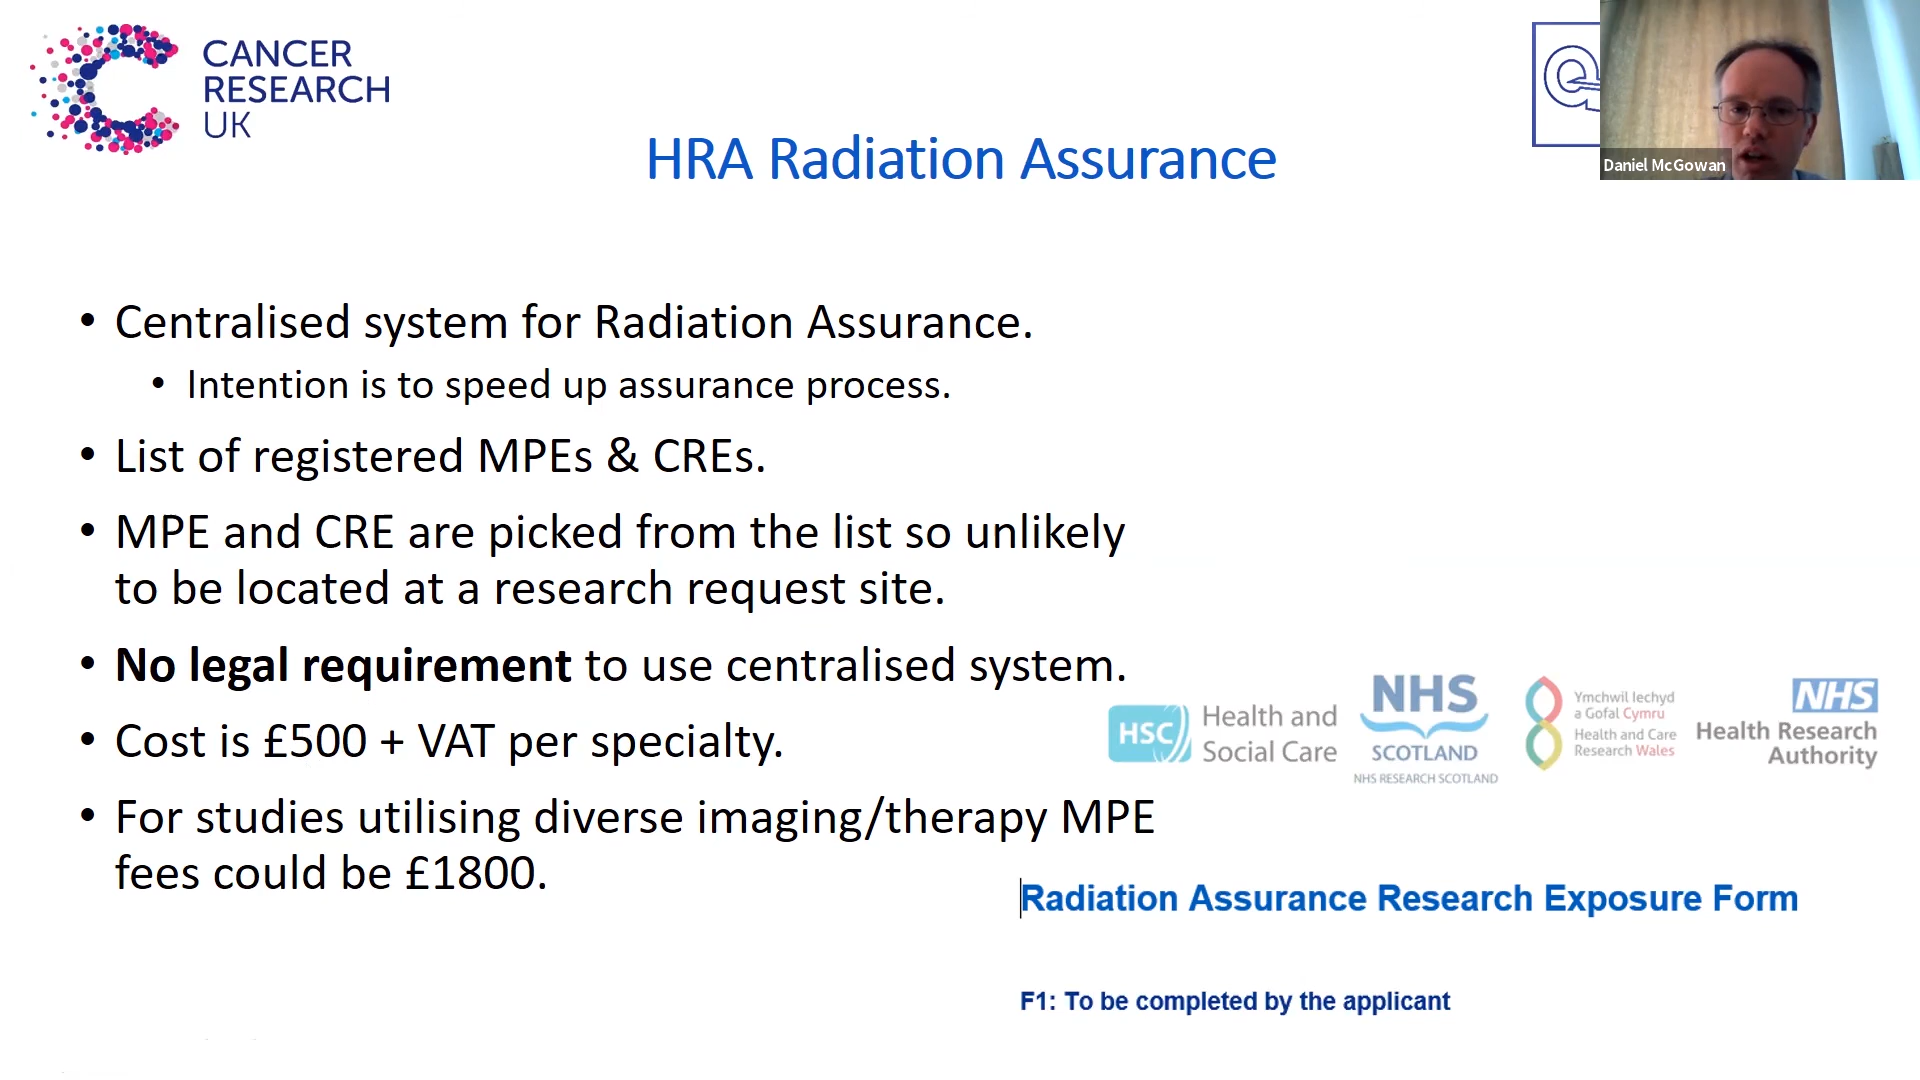 CANCER
RESEARCH
UK
Q
Daniel McGowan
HRA Radiation Assurance
• Centralised system for Radiation Assurance.
• Intention is to speed up assurance process.
• List of registered MPEs & CREs.
• MPE and CRE are picked from the list so unlikely
to be located at a research request site.
• No legal requirement to use centralised system.
• Cost is £500 + VAT per specialty.
• For studies utilising diverse imaging/therapy MPE
fees could be £1800.
HSC Health and
Social Care
NHS
SCOTLAND
NHS RESEARCH SCOTLAND
Ymchwil Iechyd
a Gofal Cymru
Health and Care
Research Wales
NHS
Health Research
Authority
Radiation Assurance Research Exposure Form
F1: To be completed by the applicant